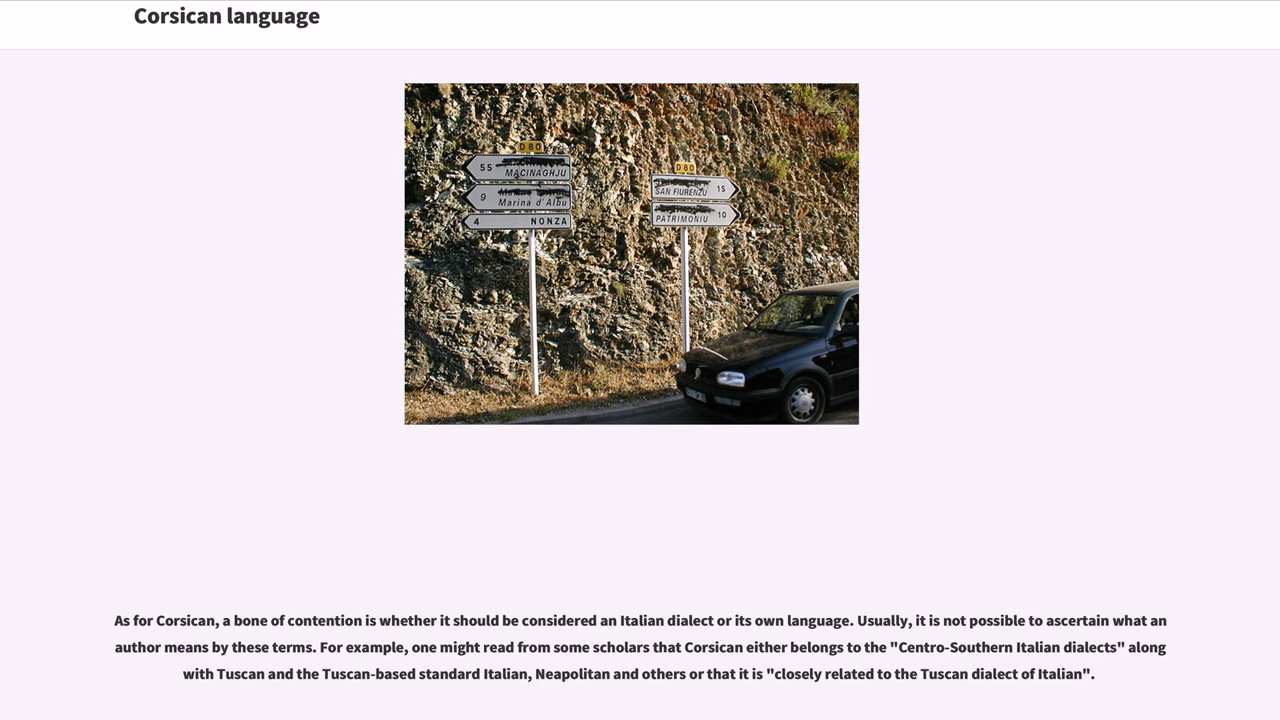 Corsican language
D80
55
MACINAGHJU
9
Marina d'Albu
4 NONZA
D80
SAN FIURENZU 15
PATRIMONIU 10
As for Corsican, a bone of contention is whether it should be considered an Italian dialect or its own language. Usually, it is not possible to ascertain what an
author means by these terms. For example, one might read from some scholars that Corsican either belongs to the "Centro-Southern Italian dialects" along
with Tuscan and the Tuscan-based standard Italian, Neapolitan and others or that it is "closely related to the Tuscan dialect of Italian".